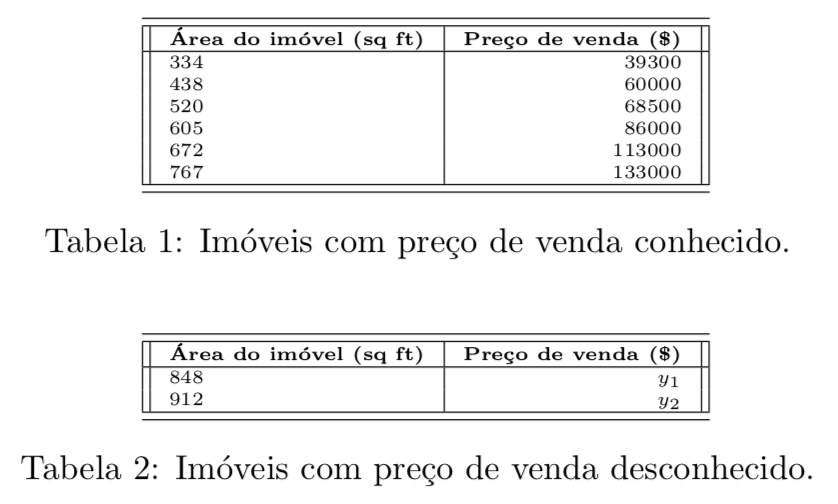 Área do imóvel (sq ft) Preço de venda ($)
334 39300
438 60000
520 68500
605 86000
672 113000
767 133000
Tabela 1: Imóveis com preço de venda conhecido.
Área do imóvel (sq ft) Preço de venda ($)
848 y₁
912 y₂
Tabela 2: Imóveis com preço de venda desconhecido.